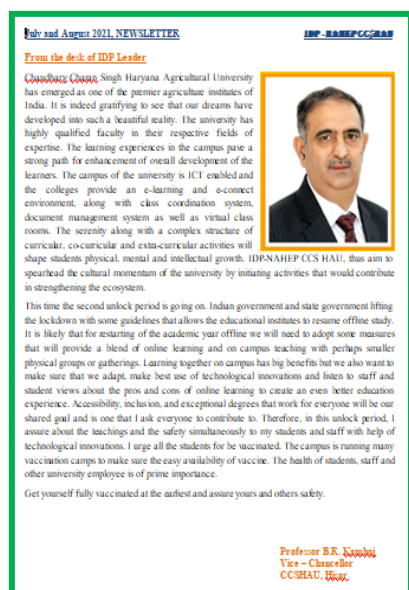 July and August 2021, NEWSLETTER
IDP - NAHEP CCSHAU
From the desk of IDP Leader
Chaudhary Charan Singh Haryana Agricultural University
has emerged as one of the premier agriculture institutes of
India. It is indeed gratifying to see that our dreams have
developed into such a beautiful reality. The university has
highly qualified faculty in their respective fields of
expertise. The learning experiences in the campus pave a
strong path for enhancement of overall development of the
learners. The campus of the university is ICT enabled and
the colleges provide an e-learning and e-connect
environment, along with class coordination system,
document management system as well as virtual class
rooms. The serenity along with a complex structure of
curricular, co-curricular and extra-curricular activities will
shape students physical, mental and intellectual growth. IDP-NAHEP CCS HAU, thus aim to
spearhead the cultural momentum of the university by initiating activities that would contribute
in strengthening the ecosystem.
This time the second unlock period is going on. Indian government and state government lifting
the lockdown with some guidelines that allows the educational institutes to resume offline study.
It is likely that for restarting of the academic year offline we will need to adopt some measures
that will provide a blend of online learning and on campus teaching with perhaps smaller
physical groups or gatherings. Learning together on campus has big benefits but we also want to
make sure that we adapt, make best use of technological innovations and listen to staff and
student views about the pros and cons of online learning to create an even better education
experience. Accessibility, inclusion, and exceptional degrees that work for everyone will be our
shared goal and is one that I ask everyone to contribute to. Therefore, in this unlock period, I
assure about the teachings and the safety simultaneously to my students and staff with help of
technological innovations. I urge all the students for be vaccinated. The campus is running many
vaccination camps to make sure the easy availability of vaccine. The health of students, staff and
other university employee is of prime importance.
Get yourself fully vaccinated at the earliest and assure yours and others safety.
Professor B.R. Kamboj
Vice – Chancellor
CCSHAU, Hisar